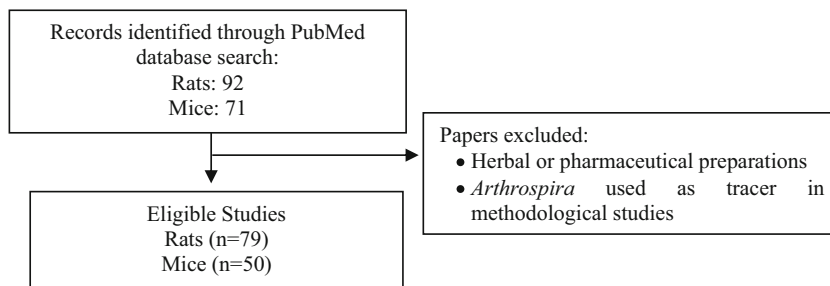 Records identified through PubMed
database search:
Rats: 92
Mice: 71
Papers excluded:
• Herbal or pharmaceutical preparations
• Arthrospira used as tracer in
methodological studies
Eligible Studies
Rats (n=79)
Mice (n=50)